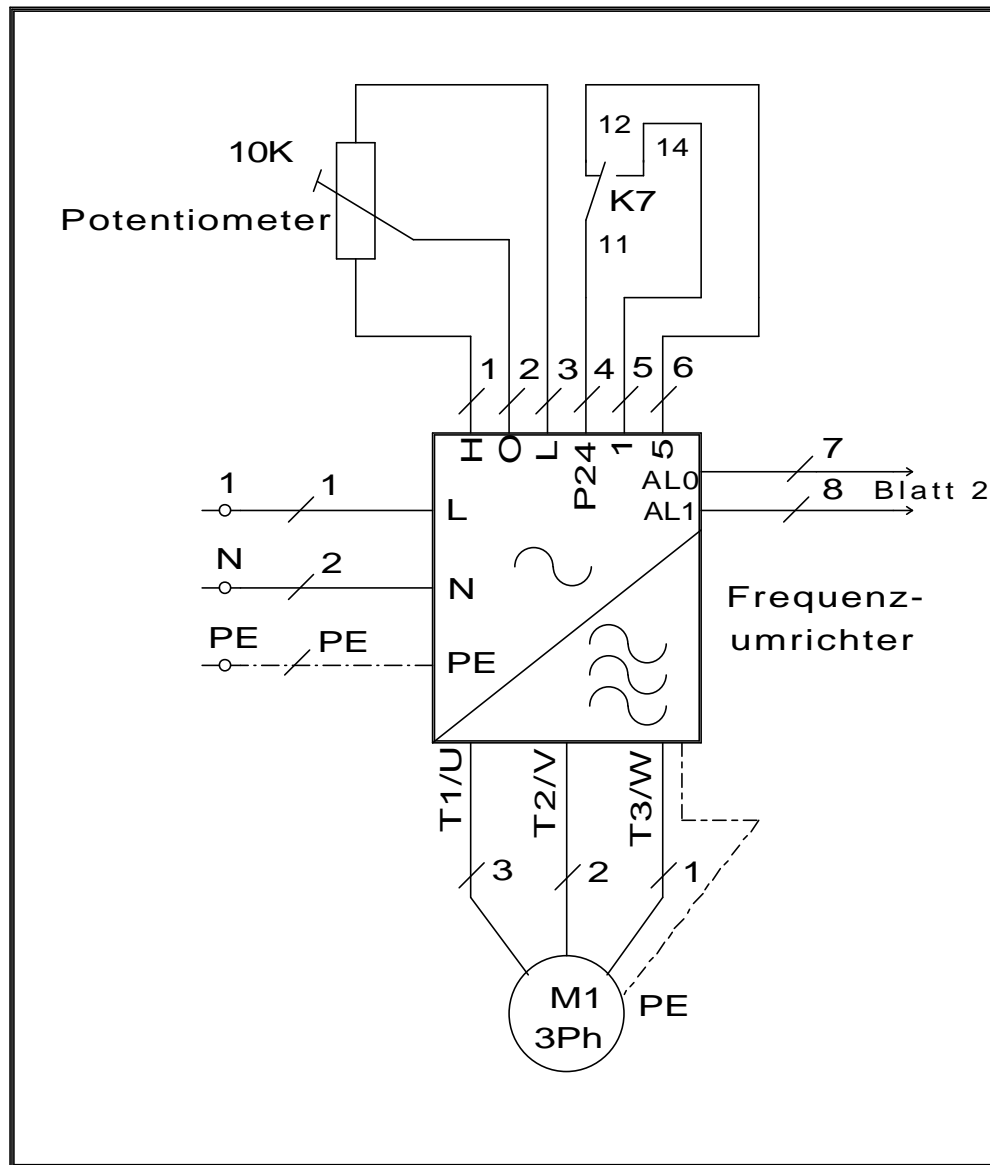 12
14
10K
K7
Potentiometer
11
1 2 3 4 5 6
H O L P24 1 5
AL0 7
1 1 L
AL1 8 Blatt 2
N 2 N
Frequenz-
umrichter
PE PE PE
T1/U T2/V T3/W
3 2 1
M1
3Ph
PE